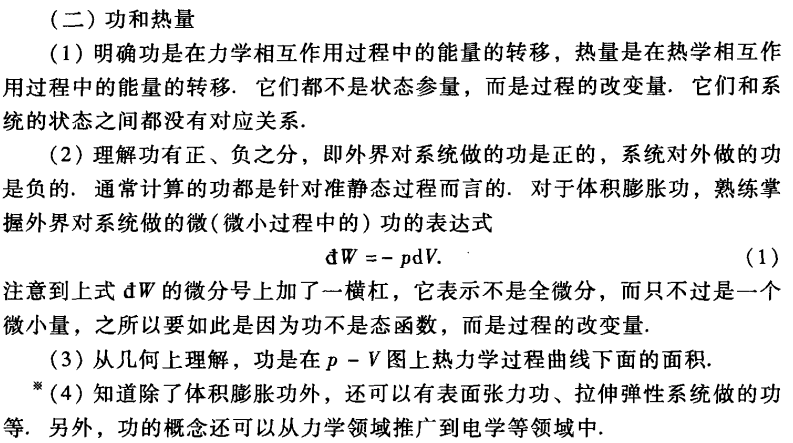 （二）功和热量
（1）明确功是在力学相互作用过程中的能量的转移，热量是在热学相互作
用过程中的能量的转移. 它们都不是状态参量，而是过程的改变量. 它们和系
统的状态之间都没有对应关系.
（2）理解功有正、负之分，即外界对系统做的功是正的，系统对外做的功
是负的. 通常计算的功都是针对准静态过程而言的. 对于体积膨胀功，熟练掌
握外界对系统做的微（微小过程中的）功的表达式
đW = − pdV. （1）
注意到上式 đW 的微分号上加了一横杠，它表示不是全微分，而只不过是一个
微小量，之所以要如此是因为功不是态函数，而是过程的改变量.
（3）从几何上理解，功是在 p − V 图上热力学过程曲线下面的面积.
※（4）知道除了体积膨胀功外，还可以有表面张力功、拉伸弹性系统做的功
等. 另外，功的概念还可以从力学领域推广到电学等领域中.